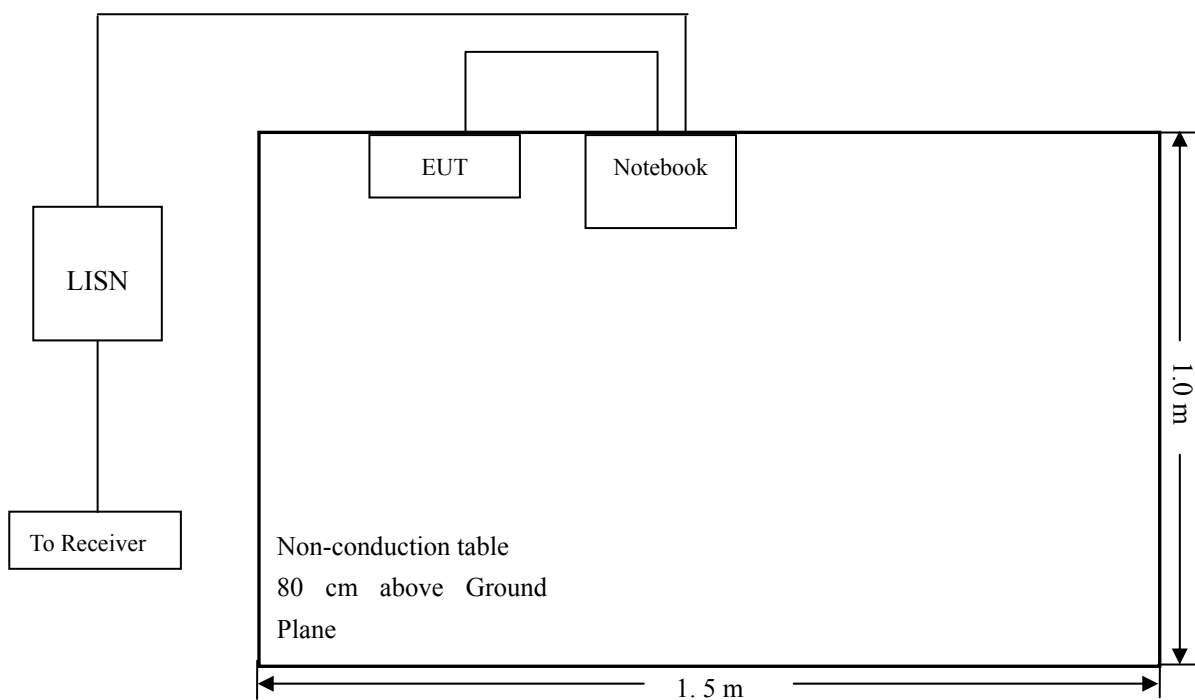 EUT
Notebook
LISN
1.0 m
To Receiver
Non-conduction table
80 cm above Ground
Plane
1. 5 m